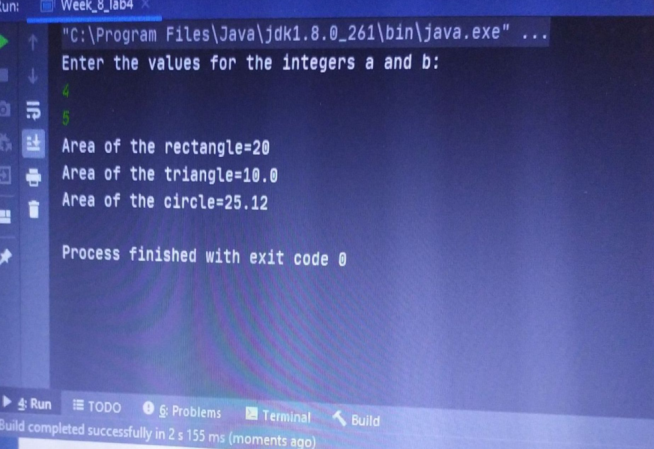 Run: Week_8_lab4 ×
"C:\Program Files\Java\jdk1.8.0_261\bin\java.exe" ...
Enter the values for the integers a and b:
4
5
Area of the rectangle=20
Area of the triangle=10.0
Area of the circle=25.12
Process finished with exit code 0
4: Run TODO 6: Problems Terminal Build
Build completed successfully in 2 s 155 ms (moments ago)